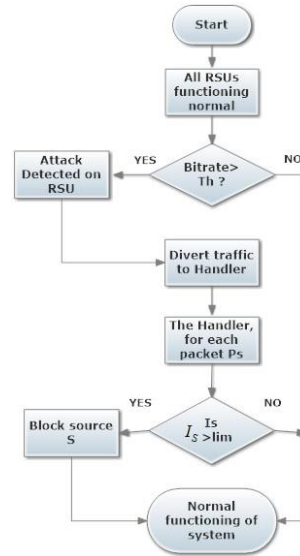 Start
All RSUs
functioning
normal
YES
NO
Attack
Detected on
RSU
Bitrate>
Th ?
Divert traffic
to Handler
The Handler,
for each
packet Ps
YES
NO
Block source
S
Is
I_S >lim
Normal
functioning of
system